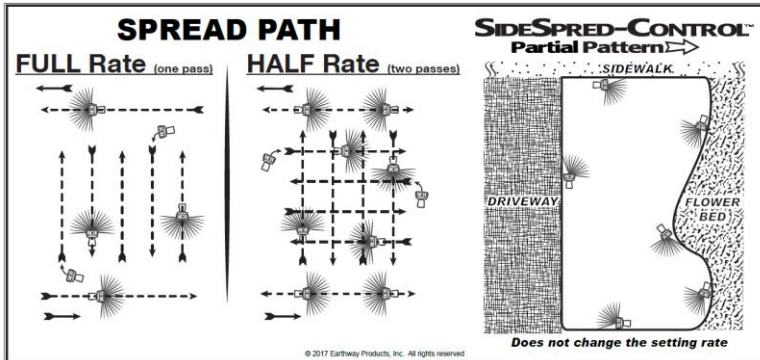 SPREAD PATH
FULL Rate (one pass)
HALF Rate (two passes)
SIDESPRED-CONTROL™
Partial Pattern
SIDEWALK
DRIVEWAY
FLOWER
BED
Does not change the setting rate
© 2017 Earthway Products, Inc. All rights reserved